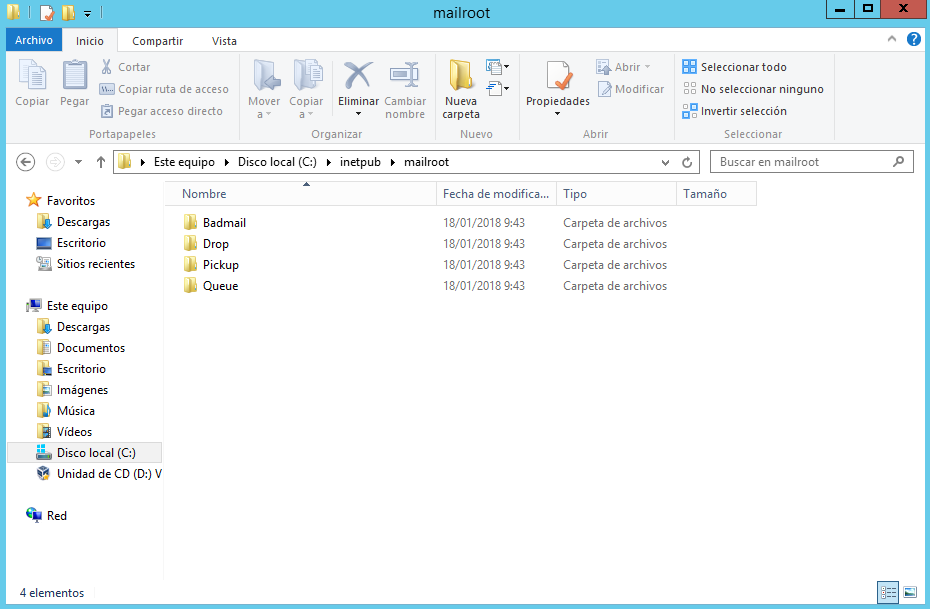 mailroot
Archivo Inicio Compartir Vista
Copiar
Pegar
Cortar
Copiar ruta de acceso
Pegar acceso directo
Portapapeles
Mover a
Copiar a
Eliminar
Cambiar nombre
Organizar
Nueva carpeta
Nuevo
Propiedades
Abrir
Modificar
Abrir
Seleccionar todo
No seleccionar ninguno
Invertir selección
Seleccionar
Este equipo Disco local (C:) inetpub mailroot
Buscar en mailroot
Favoritos
Descargas
Escritorio
Sitios recientes
Este equipo
Descargas
Documentos
Escritorio
Imágenes
Música
Vídeos
Disco local (C:)
Unidad de CD (D:) V
Red
Nombre Fecha de modifica... Tipo Tamaño
Badmail 18/01/2018 9:43 Carpeta de archivos
Drop 18/01/2018 9:43 Carpeta de archivos
Pickup 18/01/2018 9:43 Carpeta de archivos
Queue 18/01/2018 9:43 Carpeta de archivos
4 elementos